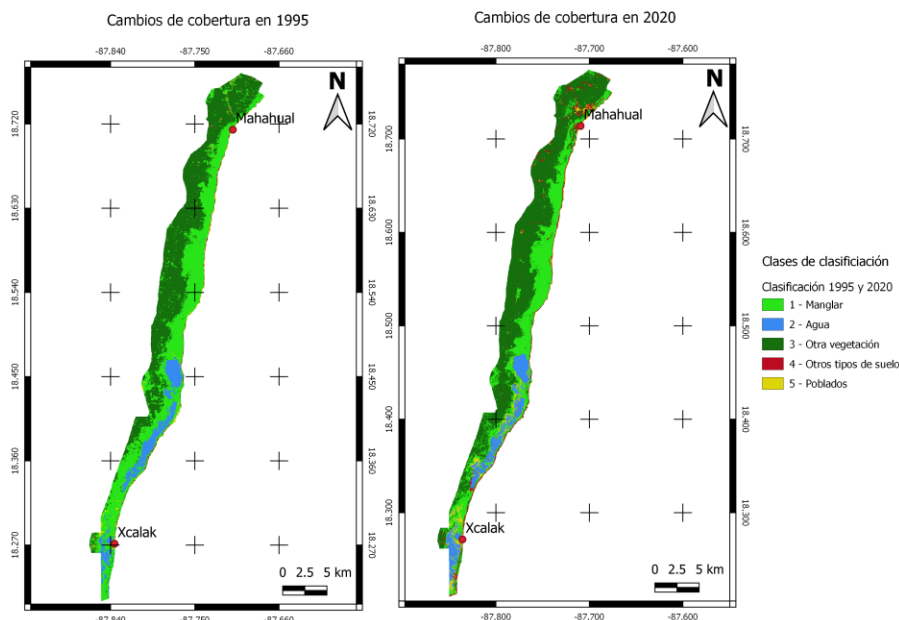 Cambios de cobertura en 1995
-87.840 -87.750 -87.660
N
Mahahual
18.720 18.720
18.630 18.630
18.540 18.540
18.450 18.450
18.360 18.360
Xcalak
18.270 18.270
0 2.5 5 km
-87.840 -87.750 -87.660
Cambios de cobertura en 2020
-87.800 -87.700 -87.600
N
Mahahual
18.700 18.700
18.600 18.600
18.500 18.500
18.400 18.400
18.300 18.300
Xcalak
0 2.5 5 km
-87.800 -87.700 -87.600
Clases de clasificiación
Clasificación 1995 y 2020
1 - Manglar
2 - Agua
3 - Otra vegetación
4 - Otros tipos de suelo
5 - Poblados